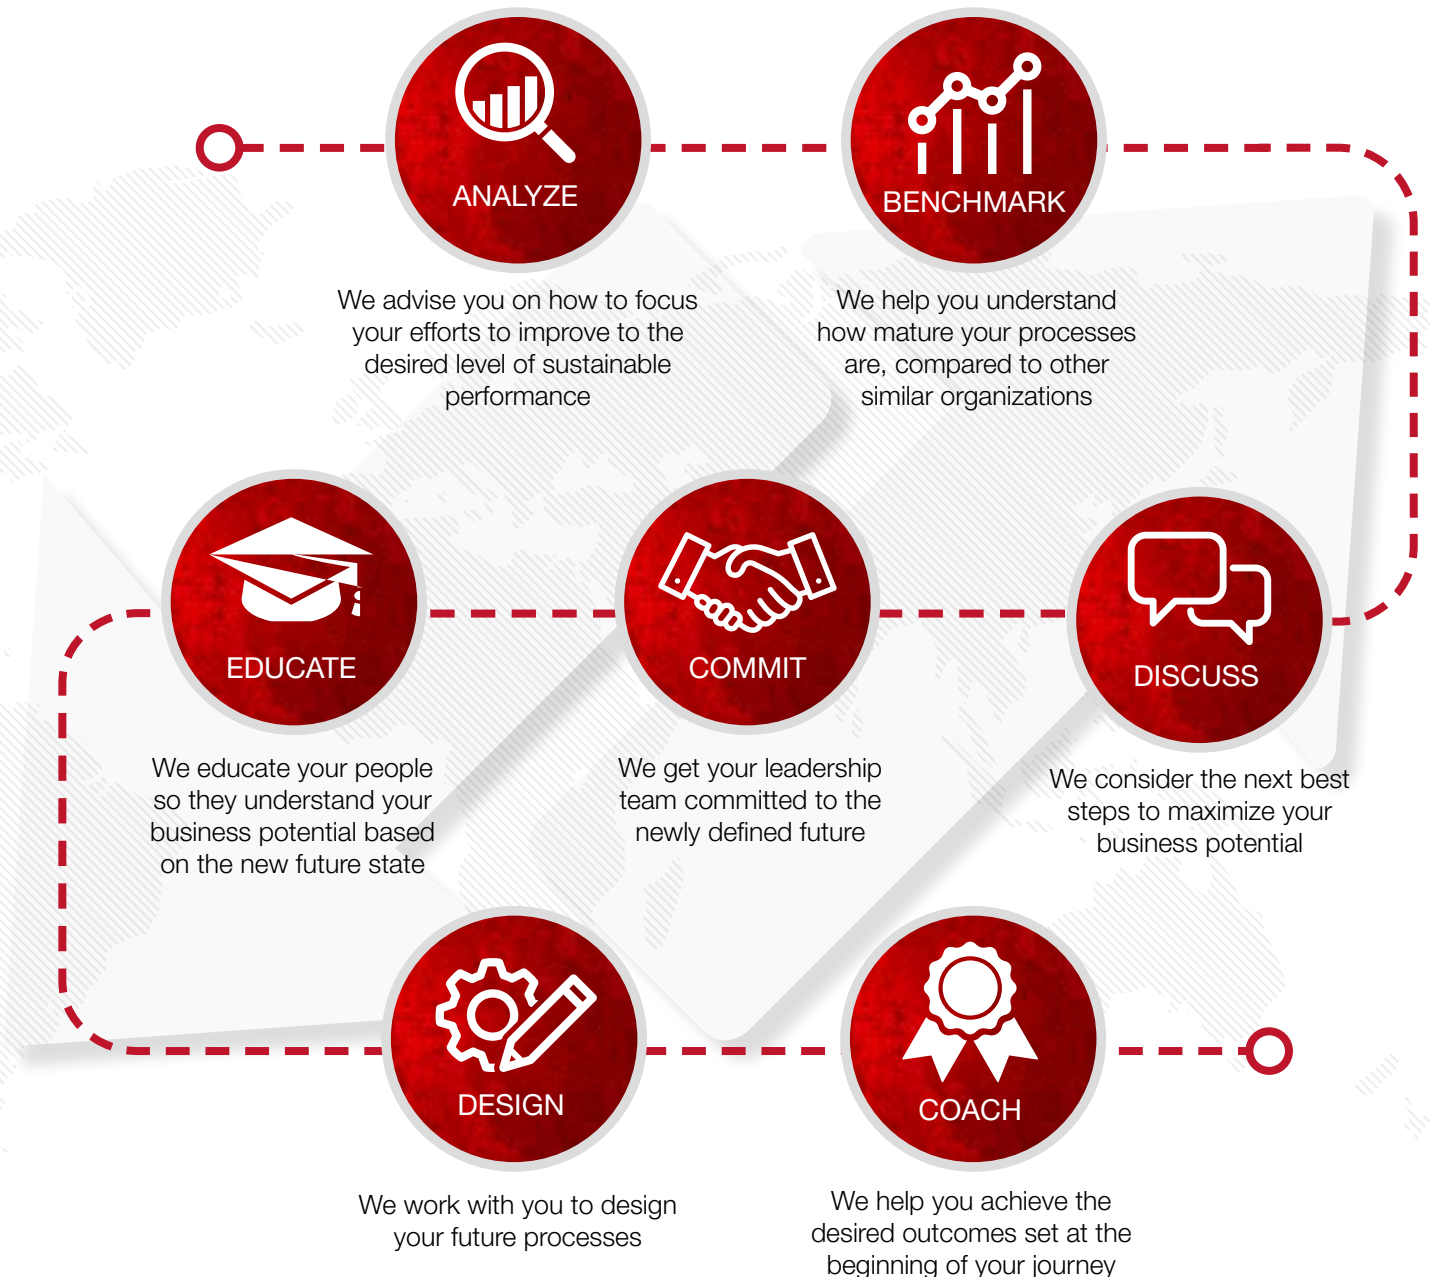 ANALYZE
We advise you on how to focus
your efforts to improve to the
desired level of sustainable
performance
BENCHMARK
We help you understand
how mature your processes
are, compared to other
similar organizations
EDUCATE
We educate your people
so they understand your
business potential based
on the new future state
COMMIT
We get your leadership
team committed to the
newly defined future
DISCUSS
We consider the next best
steps to maximize your
business potential
DESIGN
We work with you to design
your future processes
COACH
We help you achieve the
desired outcomes set at the
beginning of your journey